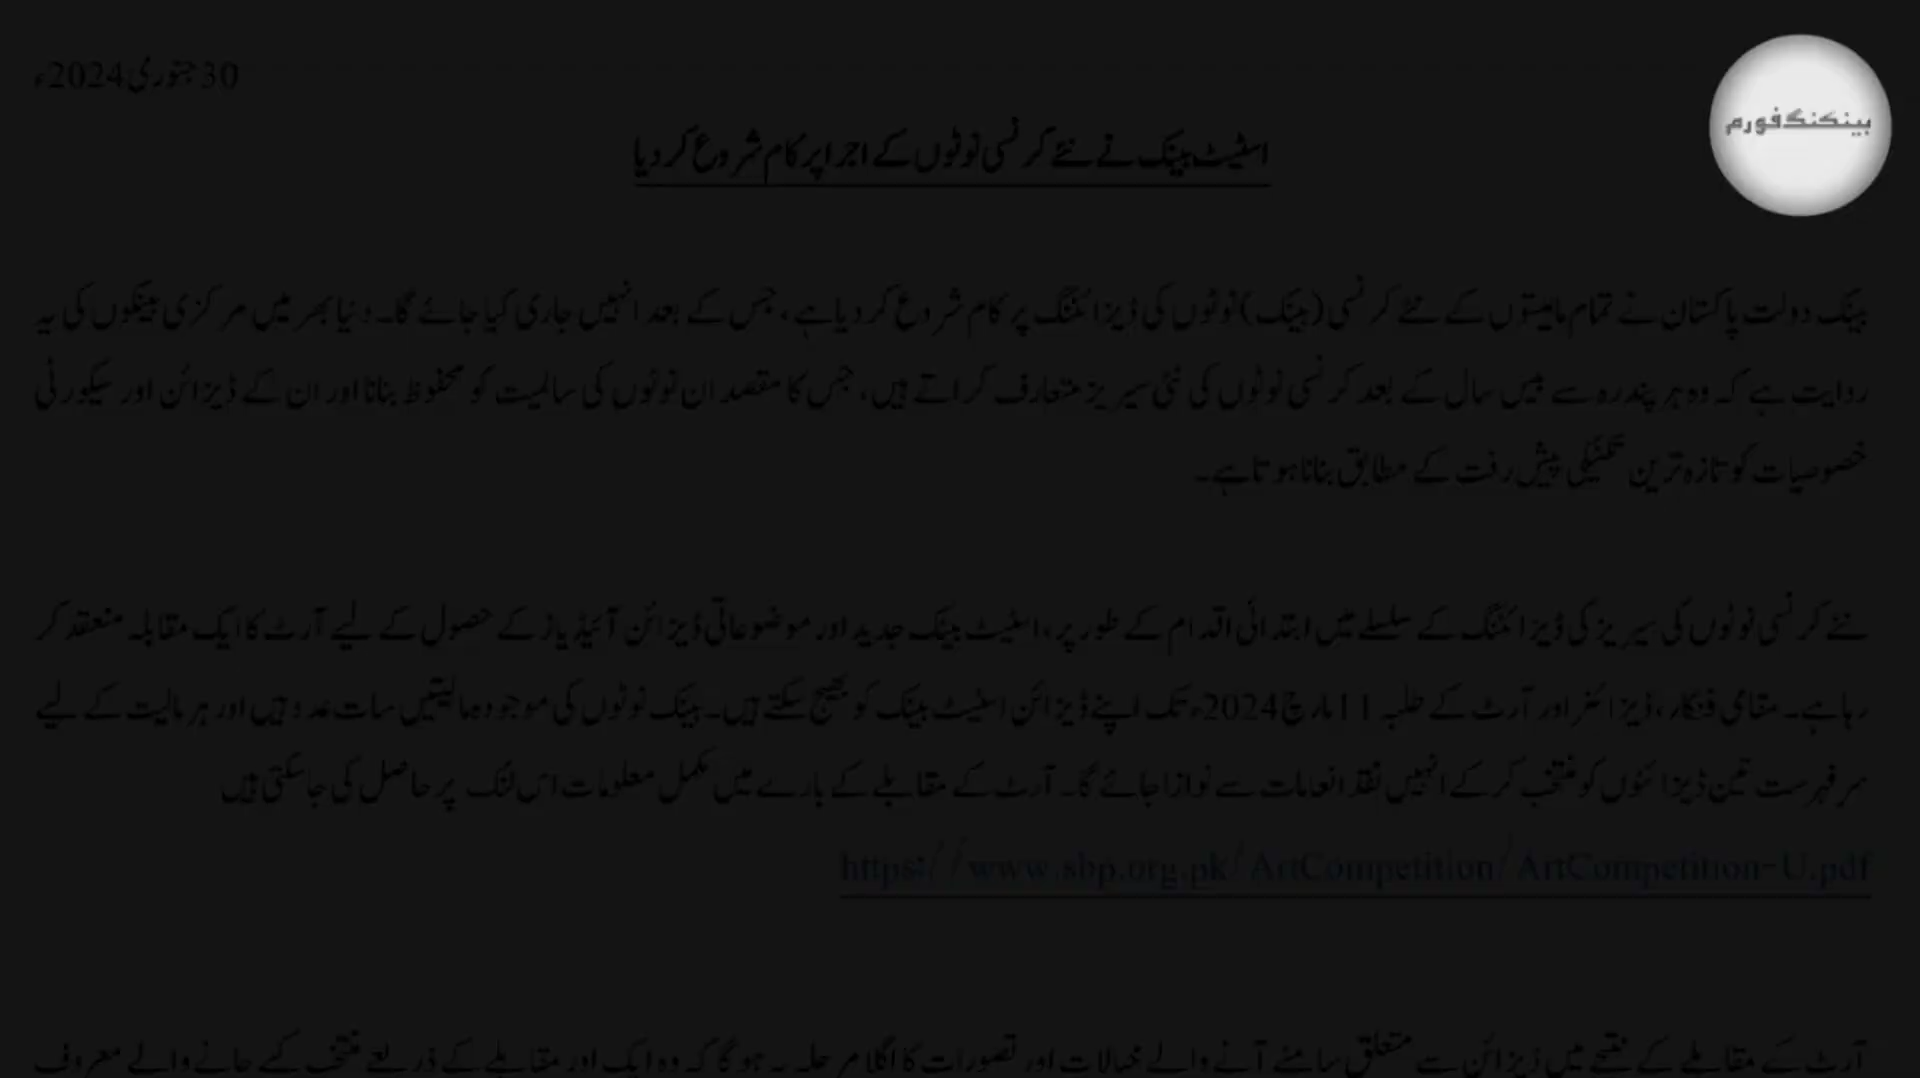 30 جنوری 2024ء
بینکنگ فورم
اسٹیٹ بینک نے نئے کرنسی نوٹوں کے اجرا پر کام شروع کر دیا
بینک دولت پاکستان نے تمام مالیتوں کے نئے کرنسی (بینک) نوٹوں کی ڈیزائننگ پر کام شروع کر دیا ہے، جس کے بعد انہیں جاری کیا جائے گا۔ دنیا بھر میں مرکزی بینکوں کی یہ
روایت ہے کہ وہ ہر پندرہ سے بیس سال کے بعد کرنسی نوٹوں کی نئی سیریز متعارف کراتے ہیں، جس کا مقصد ان نوٹوں کی سالمیت کو محفوظ بنانا اور ان کے ڈیزائن اور سیکورٹی
خصوصیات کو تازہ ترین تکنیکی پیش رفت کے مطابق بنانا ہوتا ہے۔
نئے کرنسی نوٹوں کی سیریز کی ڈیزائننگ کے سلسلے میں ابتدائی اقدام کے طور پر، اسٹیٹ بینک جدید اور موضوعاتی ڈیزائن آئیڈیاز کے حصول کے لیے آرٹ کا ایک مقابلہ منعقد کر
رہا ہے۔ مقامی فنکار، ڈیزائنر اور آرٹ کے طلبہ 11 مارچ 2024ء تک اپنے ڈیزائن اسٹیٹ بینک کو بھیج سکتے ہیں۔ بینک نوٹوں کی موجودہ مالیتیں سات عدد ہیں اور ہر مالیت کے لیے
سرفہرست تین ڈیزائنوں کو منتخب کر کے انہیں نقد انعامات سے نوازا جائے گا۔ آرٹ کے مقابلے کے بارے میں مکمل معلومات اس لنک پر حاصل کی جا سکتی ہیں
https://www.sbp.org.pk/ArtCompetition/ArtCompetition-U.pdf
آرٹ کے مقابلے کے نتیجے میں ڈیزائن سے متعلق سامنے آنے والے خیالات اور تصورات کا اگلا مرحلہ یہ ہو گا کہ وہ ایک اور مقابلے کے ذریعے منتخب کیے جانے والے معروف